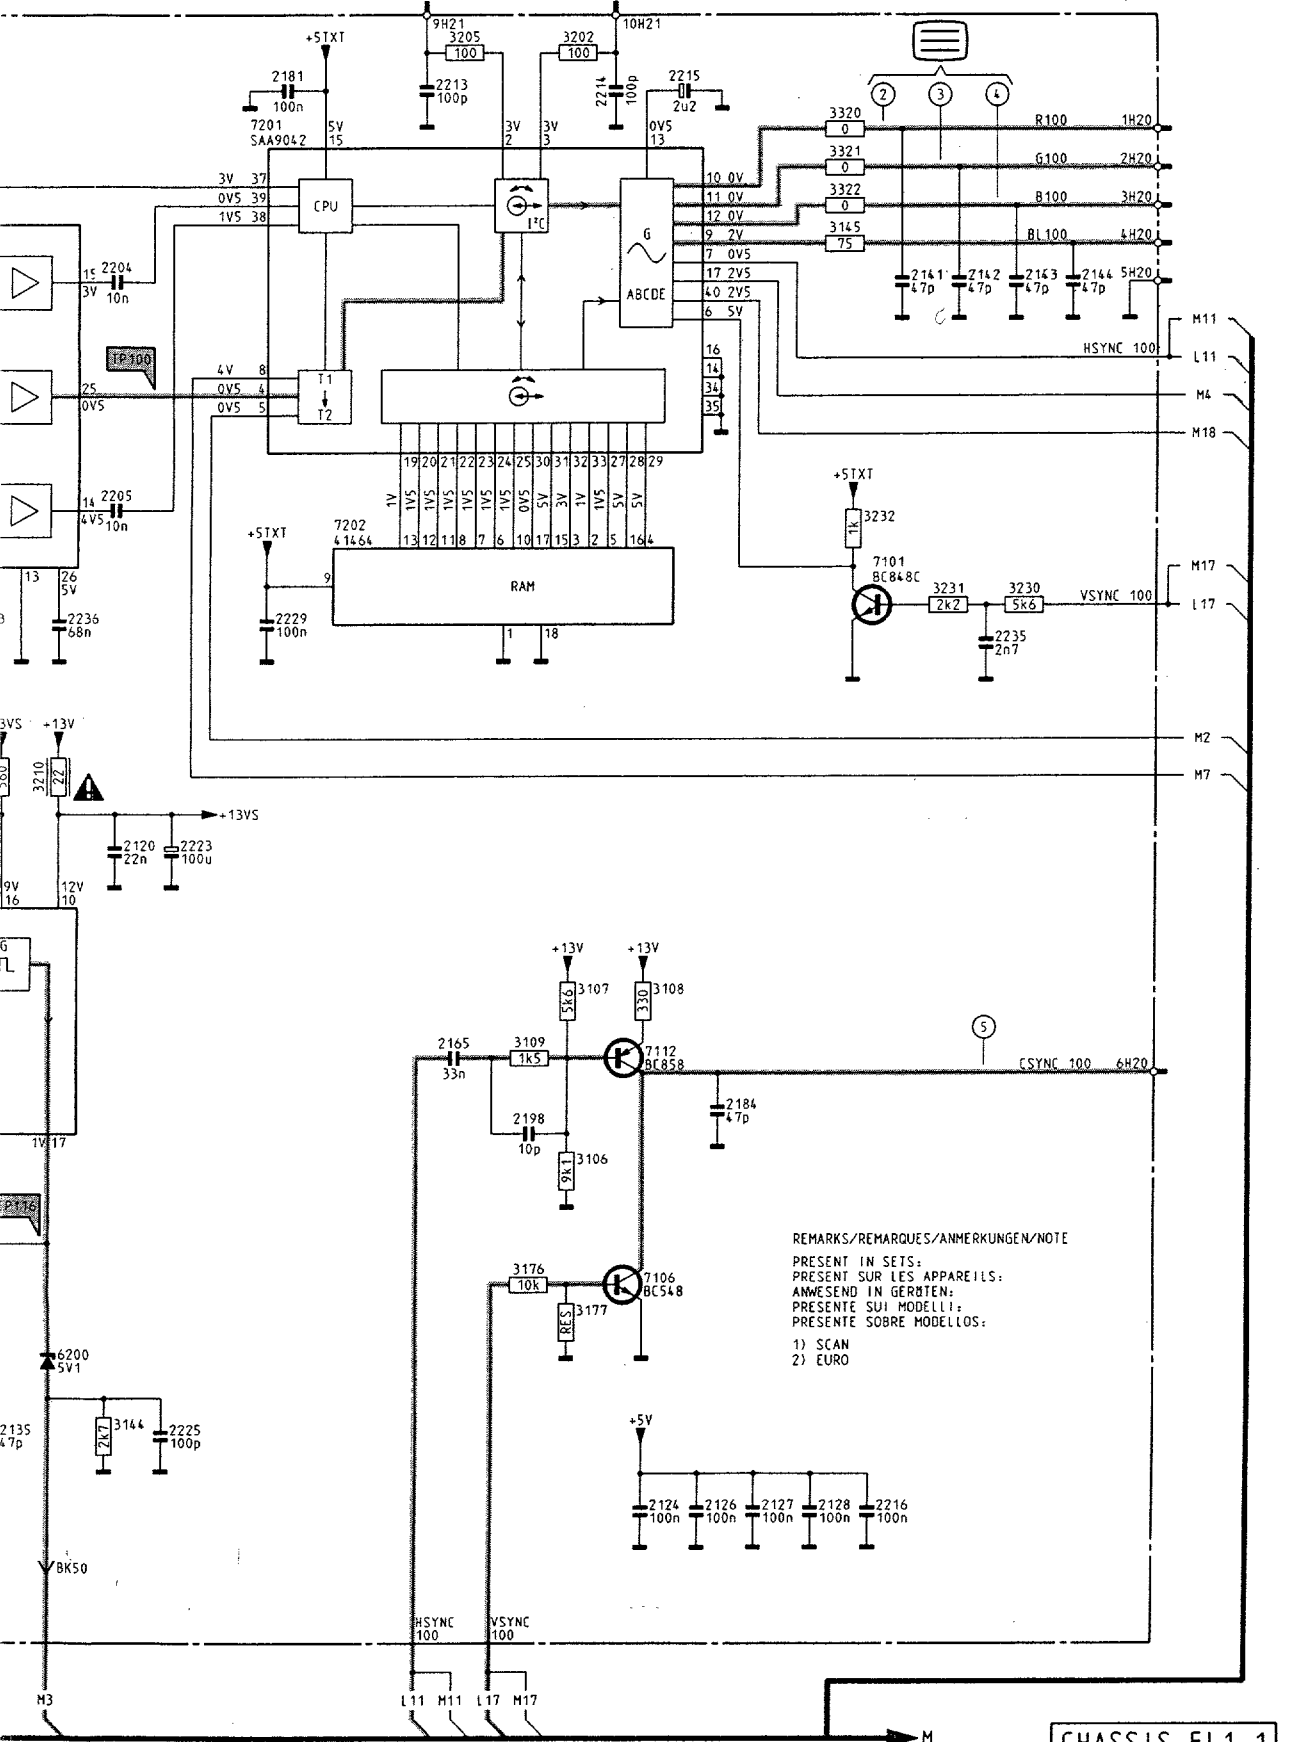 9H21
10H21
+5TXT
3205
100
3202
100
2181
100n
2213
100p
2214
100p
2215
2u2
2
3
4
7201
SAA9042
5V
15
3V
2
3V
3
0V5
13
3320
0
R100
1H20
3321
0
G100
2H20
3322
0
B100
3H20
3145
75
BL100
4H20
5H20
3V 37
0V5 39
1V5 38
CPU
I²C
G
ABCDE
10 0V
11 0V
12 0V
9 2V
7 0V5
17 2V5
40 2V5
6 5V
2141
47p
2142
47p
2143
47p
2144
47p
15
3V
2204
10n
M11
HSYNC 100
L11
M4
M18
TP100
25
0V5
4V 8
0V5 4
0V5 5
T1
T2
16
14
34
35
19 20 21 22 23 24 25 30 31 32 33 27 28 29
1V 1V5 1V5 1V5 1V5 1V5 0V5 5V 3V 1V 1V5 5V 5V
13 12 11 8 7 6 10 17 15 3 2 5 16 4
14
4V5
2205
10n
+5TXT
7202
41464
9
RAM
1
18
2229
100n
13
26
5V
2236
68n
+5TXT
3232
1k
7101
BC848C
3231
2k2
3230
5k6
VSYNC 100
M17
L17
2235
2n7
M2
M7
3VS
+13V
3210
22
+13VS
2120
22n
2223
100u
9V
16
12V
10
G
1V 17
+13V
+13V
3107
5k6
3108
330
2165
33n
3109
1k5
7112
BC858
5
CSYNC 100
6H20
2184
47p
2198
10p
3106
9k1
3176
10k
7106
BC548
3177
RES
REMARKS/REMARQUES/ANMERKUNGEN/NOTE
PRESENT IN SETS:
PRESENT SUR LES APPAREILS:
ANWESEND IN GERÄTEN:
PRESENTE SUI MODELLI:
PRESENTE SOBRE MODELLOS:
1) SCAN
2) EURO
6200
5V1
2135
47p
3144
2k7
2225
100p
+5V
2124
100n
2126
100n
2127
100n
2128
100n
2216
100n
BK50
HSYNC
100
VSYNC
100
M3
L11
M11
L17
M17
M
CHASSIS FL1.1